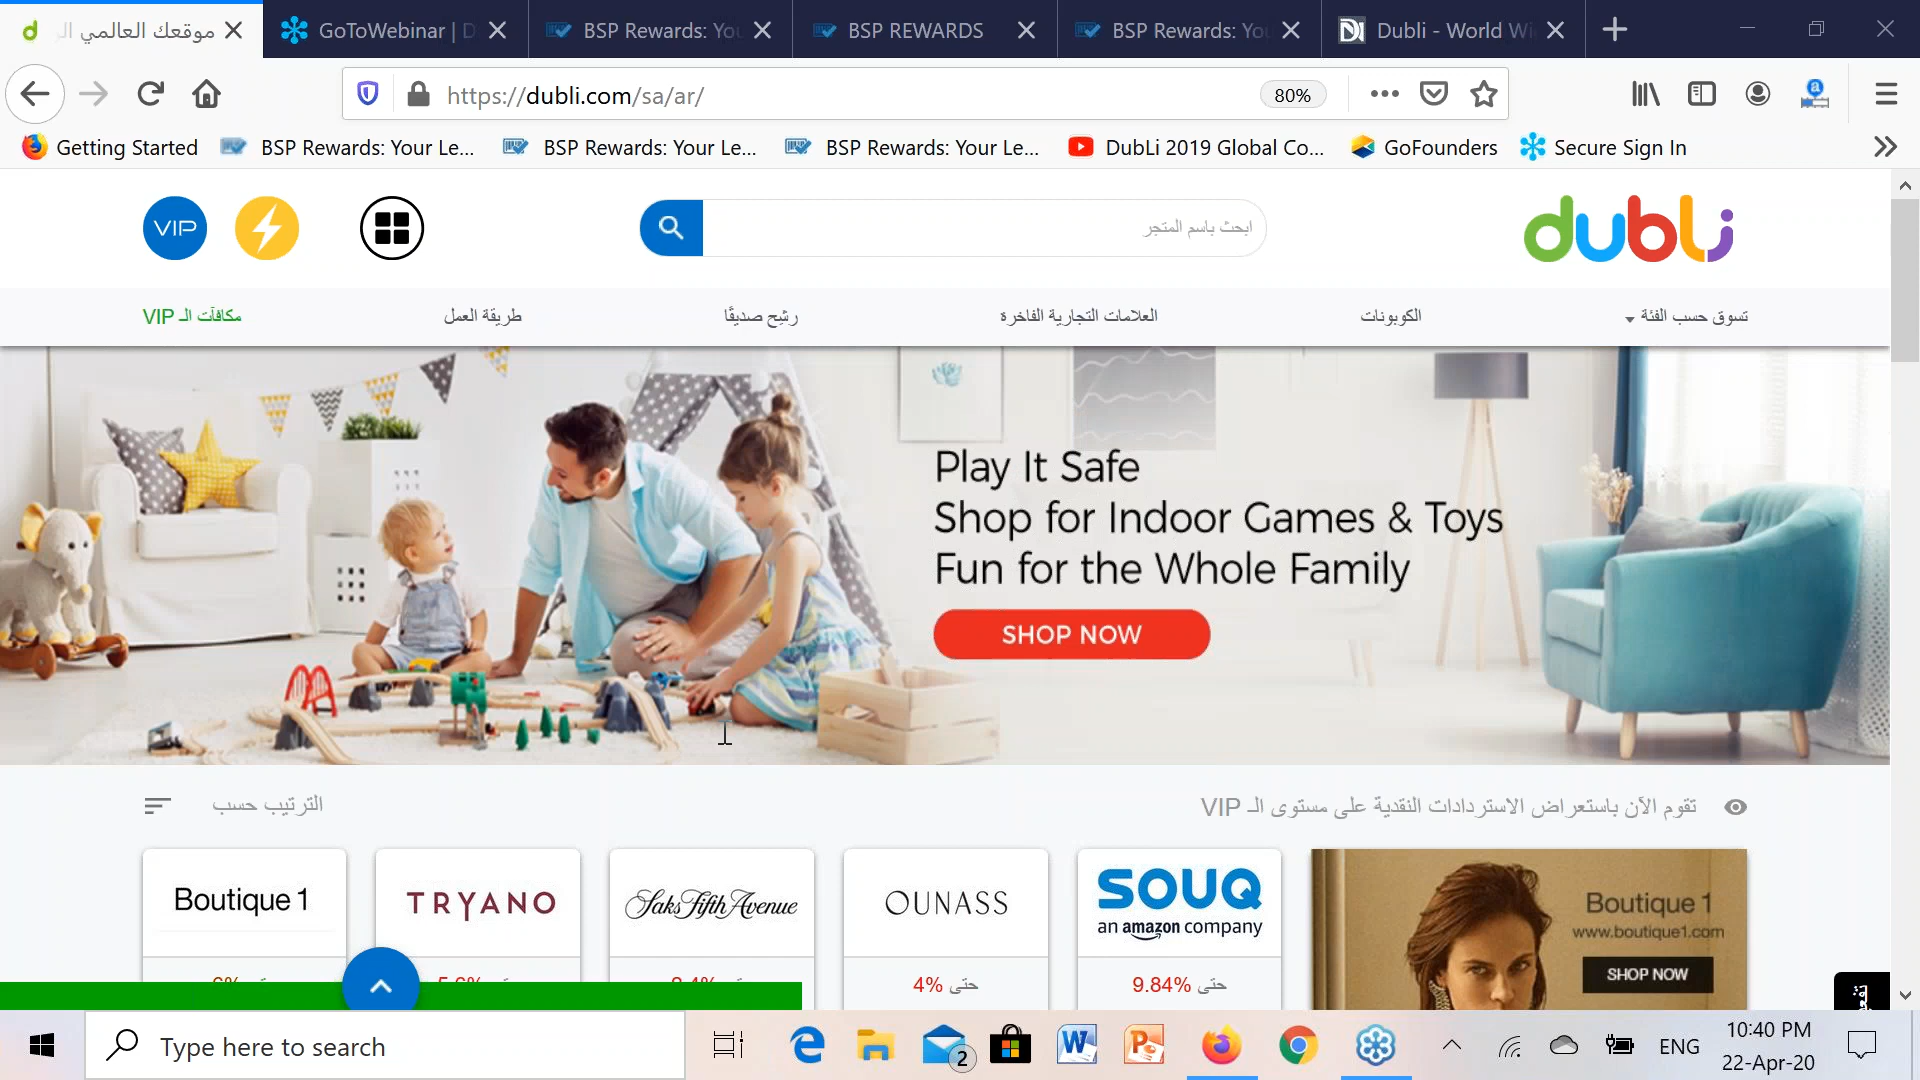 موقعك العالمي
GoToWebinar | D
BSP Rewards: You
BSP REWARDS
BSP Rewards: You
Dubli - World Wi
https://dubli.com/sa/ar/
80%
Getting Started
BSP Rewards: Your Le...
BSP Rewards: Your Le...
BSP Rewards: Your Le...
DubLi 2019 Global Co...
GoFounders
Secure Sign In
VIP
ابحث باسم المتجر
dubli
تسوق حسب الفئة
الكوبونات
العلامات التجارية الفاخرة
رشِح صديقًا
طريقة العمل
مكافآت الـ VIP
Play It Safe
Shop for Indoor Games & Toys
Fun for the Whole Family
SHOP NOW
تقوم الآن باستعراض الاستردادات النقدية على مستوى الـ VIP
الترتيب حسب
Boutique 1
TRYANO
Saks Fifth Avenue
OUNASS
SOUQ
an amazon company
Boutique 1
www.boutique1.com
SHOP NOW
حتى 4%
حتى 9.84%
Type here to search
2
ENG
10:40 PM
22-Apr-20